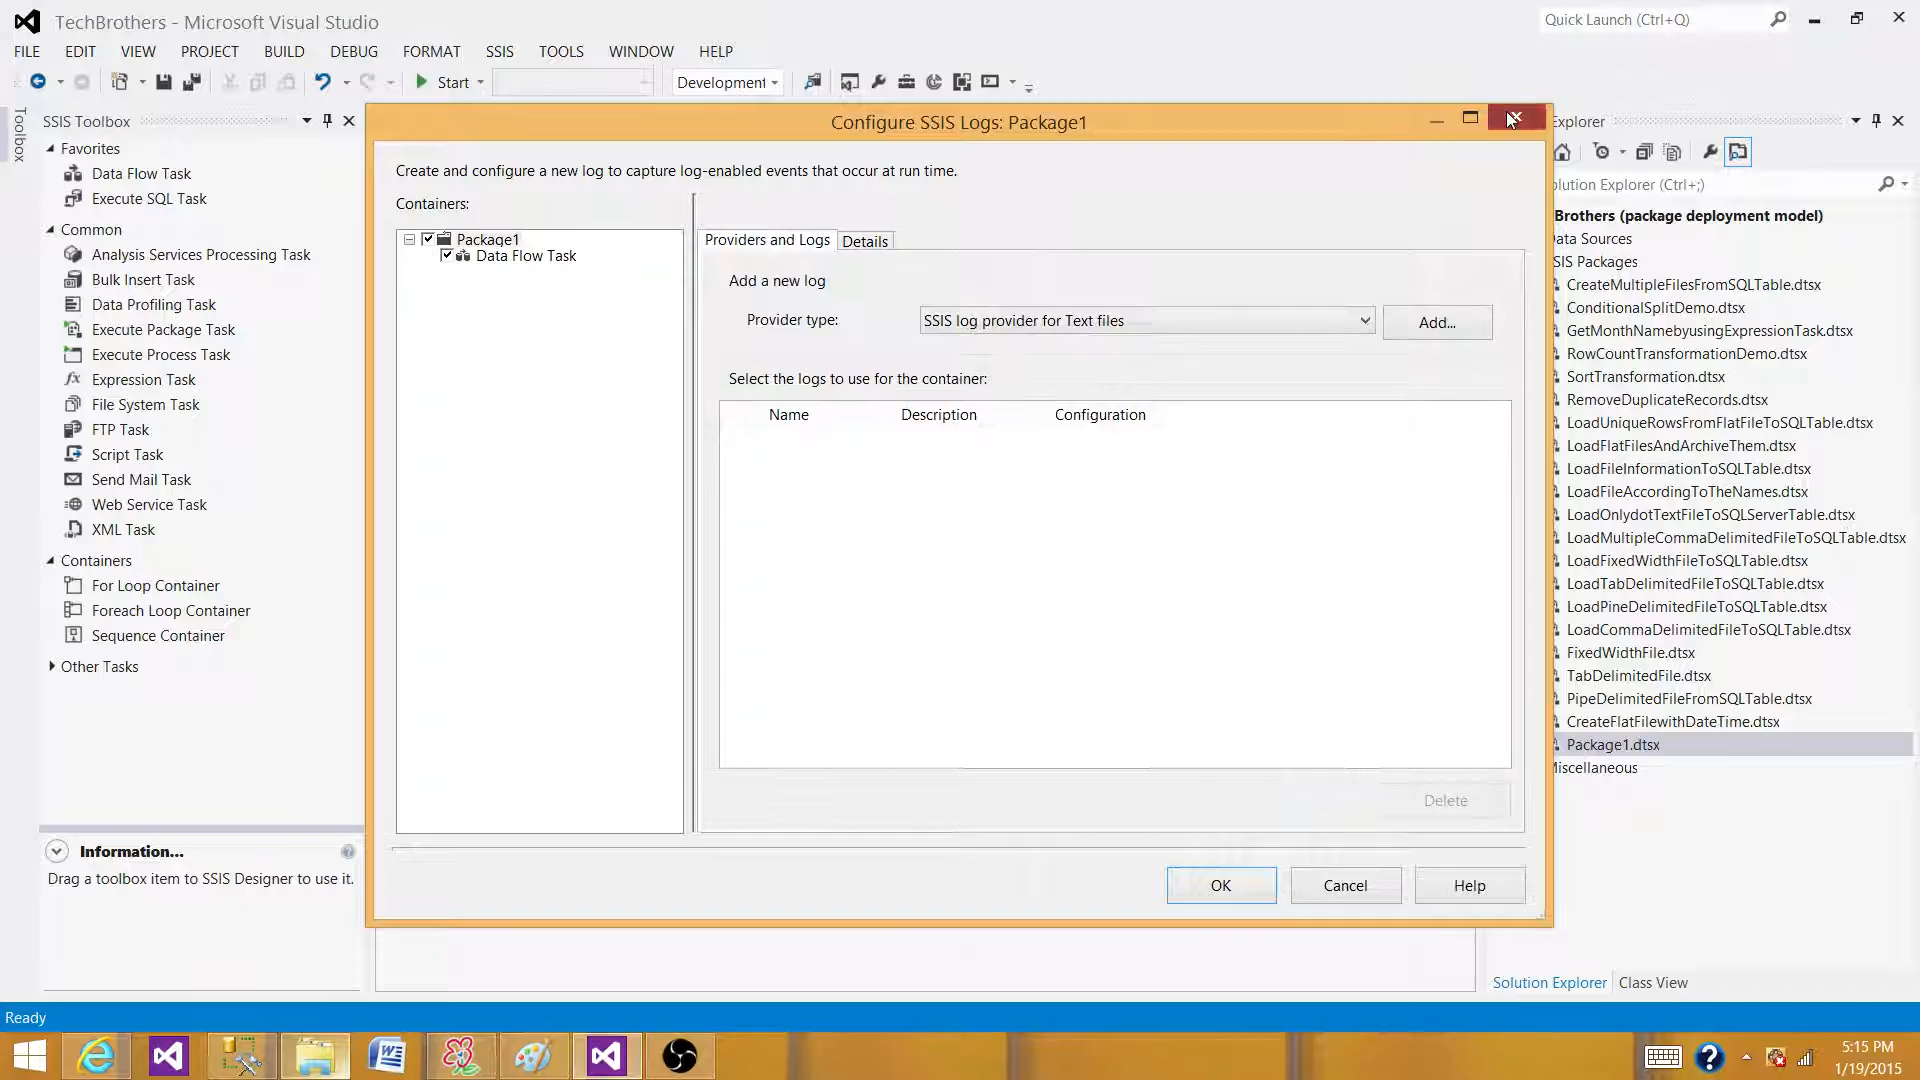 TechBrothers - Microsoft Visual Studio
Quick Launch (Ctrl+Q)
FILE EDIT VIEW PROJECT BUILD DEBUG FORMAT SSIS TOOLS WINDOW HELP
Start
Development
Toolbox
SSIS Toolbox
Favorites
Data Flow Task
Execute SQL Task
Common
Analysis Services Processing Task
Bulk Insert Task
Data Profiling Task
Execute Package Task
Execute Process Task
Expression Task
File System Task
FTP Task
Script Task
Send Mail Task
Web Service Task
XML Task
Containers
For Loop Container
Foreach Loop Container
Sequence Container
Other Tasks
Information...
Drag a toolbox item to SSIS Designer to use it.
Configure SSIS Logs: Package1
Create and configure a new log to capture log-enabled events that occur at run time.
Containers:
Package1
Data Flow Task
Providers and Logs
Details
Add a new log
Provider type:
SSIS log provider for Text files
Add...
Select the logs to use for the container:
Name Description Configuration
Delete
OK
Cancel
Help
Explorer
olution Explorer (Ctrl+;)
Brothers (package deployment model)
ata Sources
SIS Packages
CreateMultipleFilesFromSQLTable.dtsx
ConditionalSplitDemo.dtsx
GetMonthNamebyusingExpressionTask.dtsx
RowCountTransformationDemo.dtsx
SortTransformation.dtsx
RemoveDuplicateRecords.dtsx
LoadUniqueRowsFromFlatFileToSQLTable.dtsx
LoadFlatFilesAndArchiveThem.dtsx
LoadFileInformationToSQLTable.dtsx
LoadFileAccordingToTheNames.dtsx
LoadOnlydotTextFileToSQLServerTable.dtsx
LoadMultipleCommaDelimitedFileToSQLTable.dtsx
LoadFixedWidthFileToSQLTable.dtsx
LoadTabDelimitedFileToSQLTable.dtsx
LoadPineDelimitedFileToSQLTable.dtsx
LoadCommaDelimitedFileToSQLTable.dtsx
FixedWidthFile.dtsx
TabDelimitedFile.dtsx
PipeDelimitedFileFromSQLTable.dtsx
CreateFlatFilewithDateTime.dtsx
Package1.dtsx
Miscellaneous
Solution Explorer
Class View
Ready
5:15 PM
1/19/2015